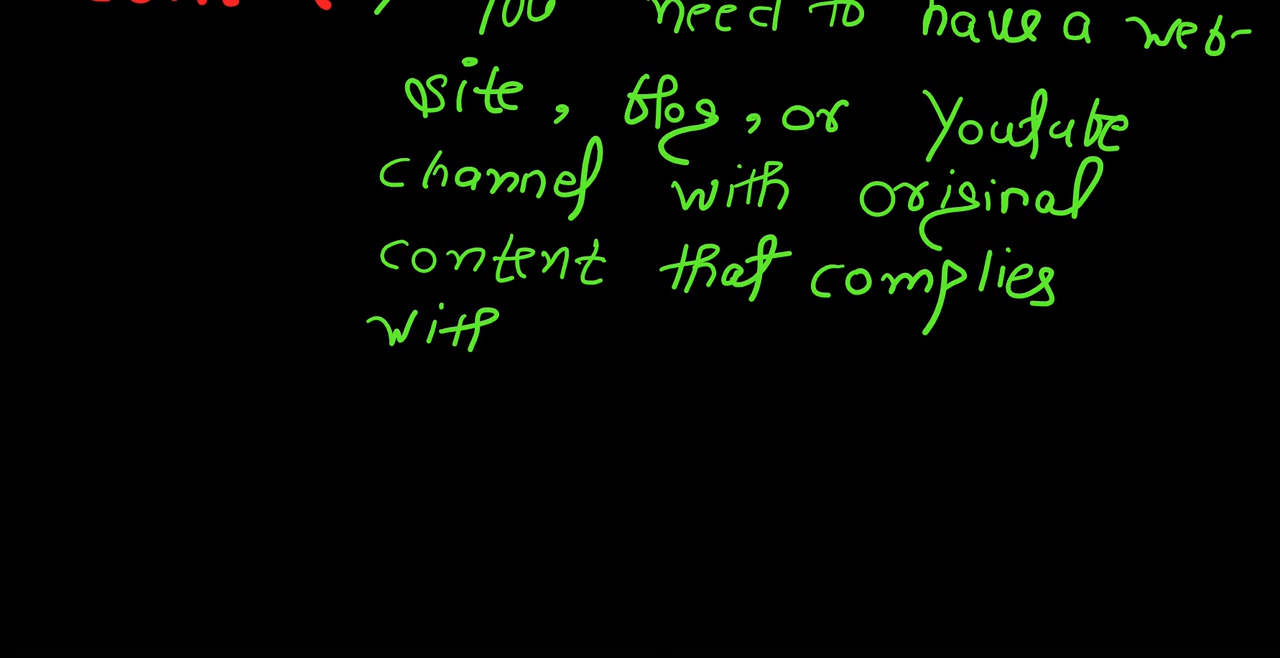 You need to have a web-
site, blog, or Youtube
channel with original
content that complies
with